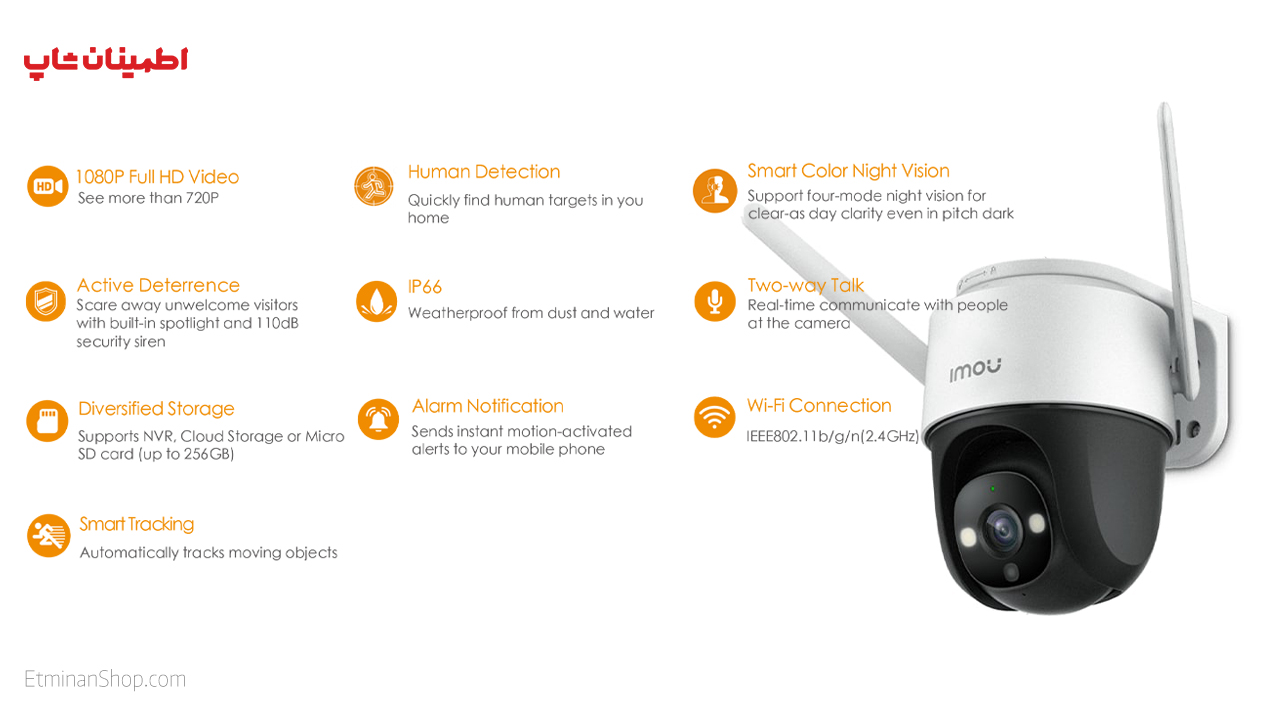 اطمینان شاپ
1080P Full HD Video
See more than 720P
Human Detection
Quickly find human targets in you
home
Smart Color Night Vision
Support four-mode night vision for
clear-as day clarity even in pitch dark
Active Deterrence
Scare away unwelcome visitors
with built-in spotlight and 110dB
security siren
IP66
Weatherproof from dust and water
Two-way Talk
Real-time communicate with people
at the camera
Diversified Storage
Supports NVR, Cloud Storage or Micro
SD card (up to 256GB)
Alarm Notification
Sends instant motion-activated
alerts to your mobile phone
Wi-Fi Connection
IEEE802.11b/g/n(2.4GHz)
Smart Tracking
Automatically tracks moving objects
HD
A
imou
EtminanShop.com